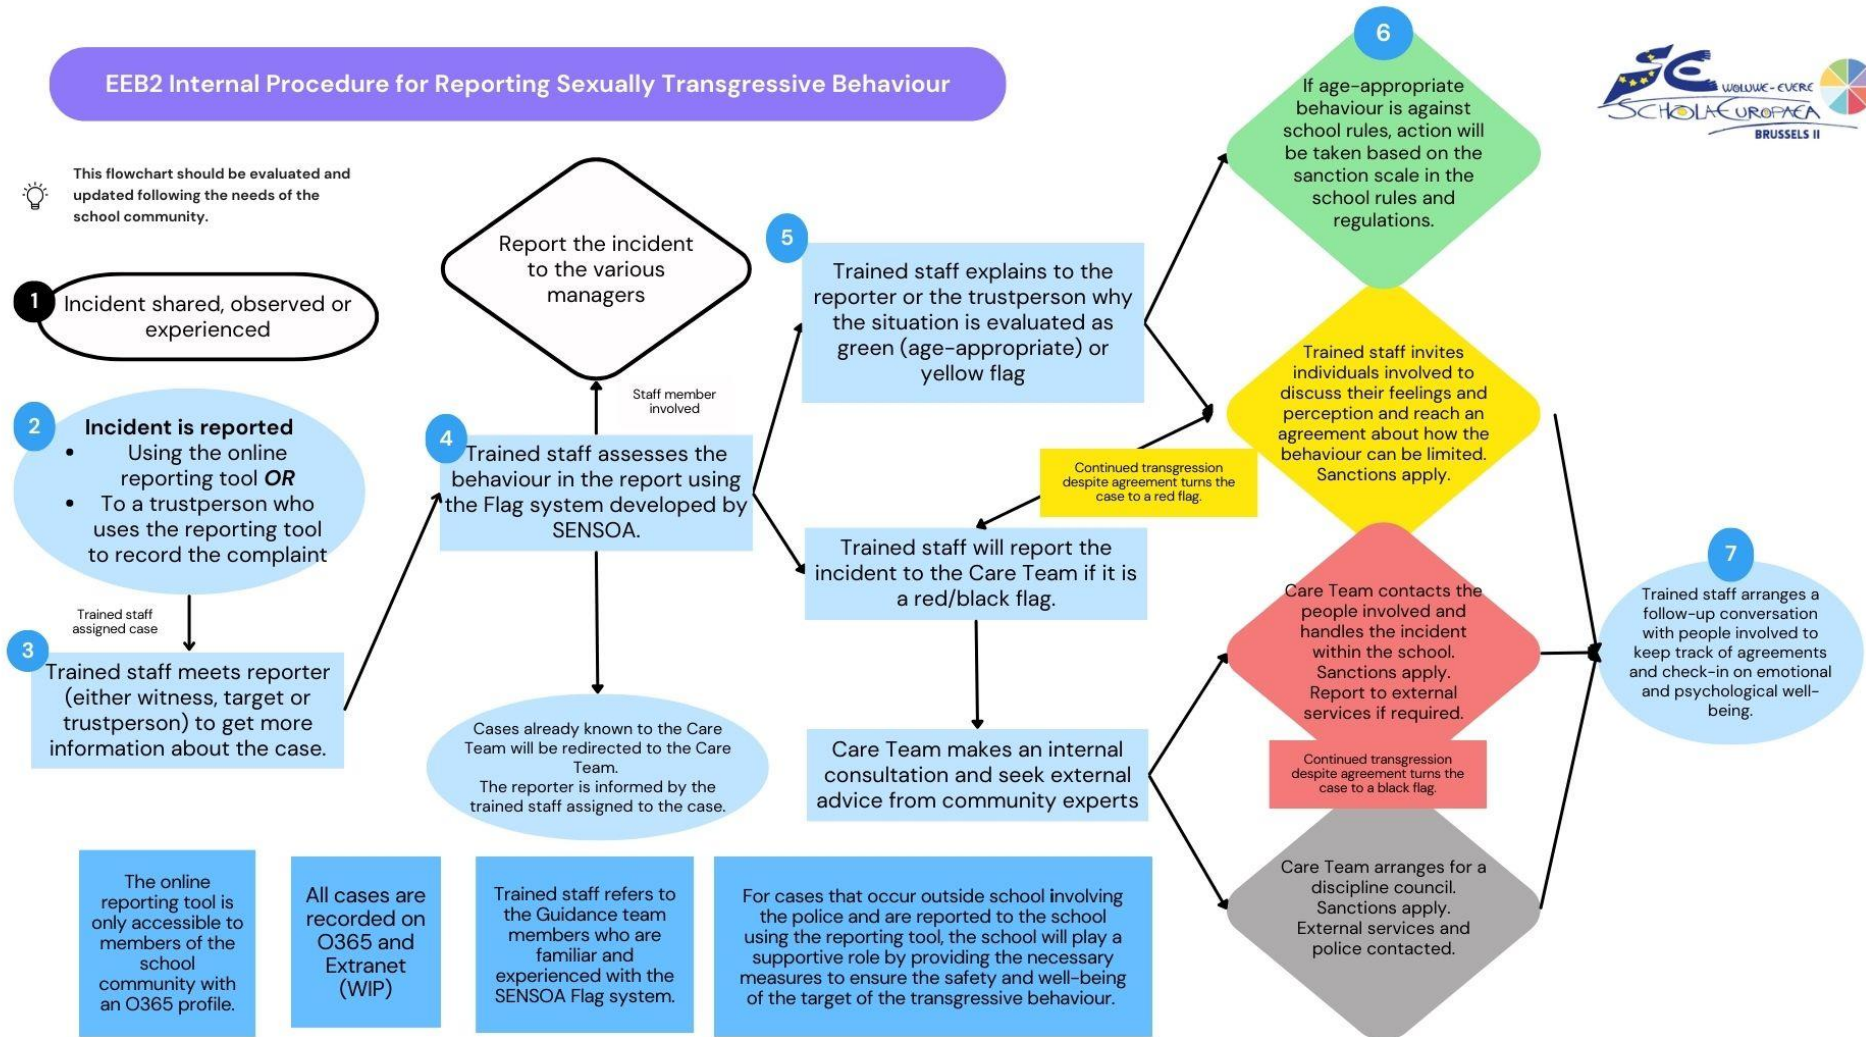 EEB2 Internal Procedure for Reporting Sexually Transgressive Behaviour
WOLUWE - EVERE
SCHOLA EUROPAEA
BRUSSELS II
This flowchart should be evaluated and
updated following the needs of the
school community.
1
Incident shared, observed or
experienced
2
Incident is reported
• Using the online
reporting tool OR
• To a trustperson who
uses the reporting tool
to record the complaint
Trained staff
assigned case
3
Trained staff meets reporter
(either witness, target or
trustperson) to get more
information about the case.
Report the incident
to the various
managers
Staff member
involved
4
Trained staff assesses the
behaviour in the report using
the Flag system developed by
SENSOA.
Cases already known to the Care
Team will be redirected to the Care
Team.
The reporter is informed by the
trained staff assigned to the case.
5
Trained staff explains to the
reporter or the trustperson why
the situation is evaluated as
green (age-appropriate) or
yellow flag
Continued transgression
despite agreement turns the
case to a red flag.
Trained staff will report the
incident to the Care Team if it is
a red/black flag.
Care Team makes an internal
consultation and seek external
advice from community experts
6
If age-appropriate
behaviour is against
school rules, action will
be taken based on the
sanction scale in the
school rules and
regulations.
Trained staff invites
individuals involved to
discuss their feelings and
perception and reach an
agreement about how the
behaviour can be limited.
Sanctions apply.
Care Team contacts the
people involved and
handles the incident
within the school.
Sanctions apply.
Report to external
services if required.
Continued transgression
despite agreement turns the
case to a black flag.
Care Team arranges for a
discipline council.
Sanctions apply.
External services and
police contacted.
7
Trained staff arranges a
follow-up conversation
with people involved to
keep track of agreements
and check-in on emotional
and psychological well-
being.
The online
reporting tool is
only accessible to
members of the
school
community with
an O365 profile.
All cases are
recorded on
O365 and
Extranet
(WIP)
Trained staff refers to
the Guidance team
members who are
familiar and
experienced with the
SENSOA Flag system.
For cases that occur outside school involving
the police and are reported to the school
using the reporting tool, the school will play a
supportive role by providing the necessary
measures to ensure the safety and well-being
of the target of the transgressive behaviour.